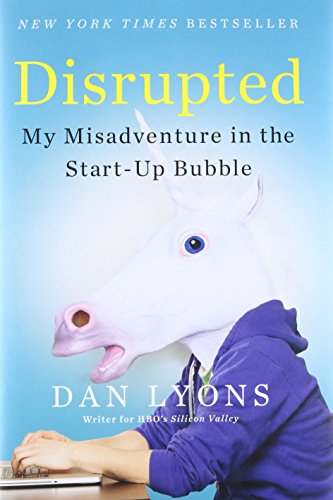 NEW YORK TIMES BESTSELLER
Disrupted
My Misadventure in the
Start-Up Bubble
DAN LYONS
Writer for HBO's Silicon Valley